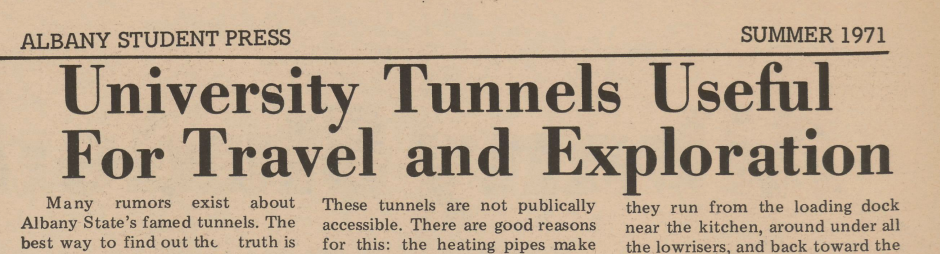 ALBANY STUDENT PRESS
SUMMER 1971
University Tunnels Useful
For Travel and Exploration
Many rumors exist about
Albany State's famed tunnels. The
best way to find out the truth is
These tunnels are not publically
accessible. There are good reasons
for this: the heating pipes make
they run from the loading dock
near the kitchen, around under all
the lowrisers, and back toward the